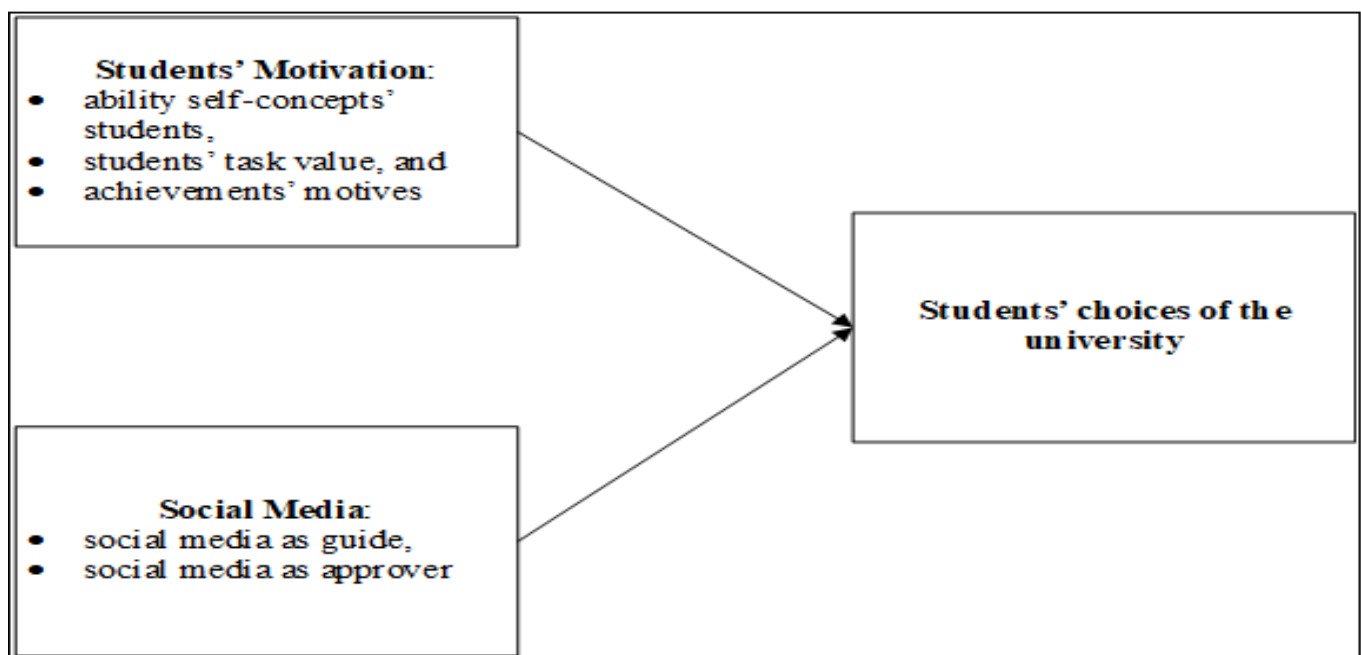 Students’ Motivation:
• ability self-concepts’
students,
• students’ task value, and
• achievements’ motives
Students’ choices of the
university
Social Media:
• social media as guide,
• social media as approver